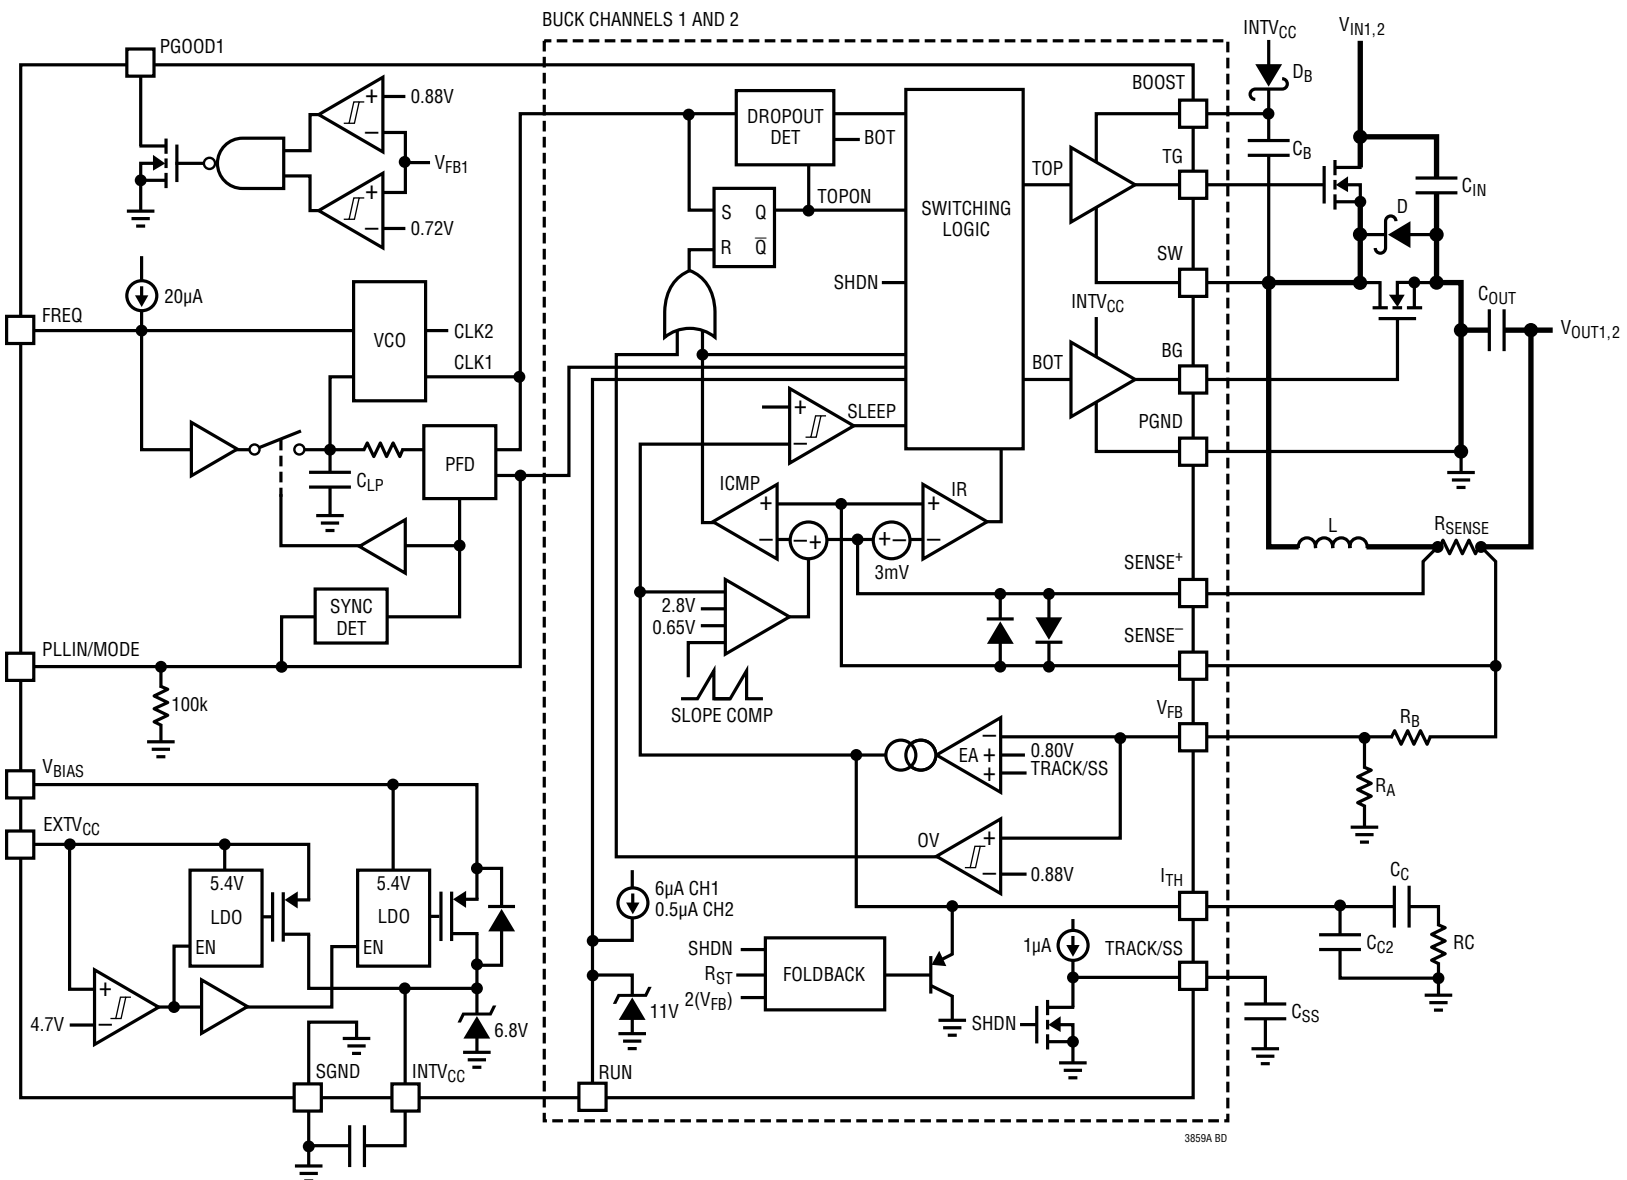 BUCK CHANNELS 1 AND 2
PGOOD1
0.88V
VFB1
0.72V
20µA
FREQ
VCO
CLK2
CLK1
CLP
PFD
SYNC
DET
PLLIN/MODE
100k
VBIAS
EXTVCC
5.4V
LDO
EN
5.4V
LDO
EN
4.7V
+
−
6.8V
SGND
INTVCC
DROPOUT
DET
BOT
TOPON
S Q
R Q̅
SHDN
SWITCHING
LOGIC
TOP
BOT
INTVCC
SLEEP
ICMP
IR
3mV
2.8V
0.65V
SLOPE COMP
EA
0.80V
TRACK/SS
OV
0.88V
6µA CH1
0.5µA CH2
11V
RUN
SHDN
RST
2(VFB)
FOLDBACK
1µA
SHDN
BOOST
TG
SW
BG
PGND
SENSE+
SENSE−
VFB
ITH
TRACK/SS
INTVCC
DB
CB
VIN1,2
CIN
D
COUT
VOUT1,2
L
RSENSE
RB
RA
CC
CC2
RC
CSS
3859A BD